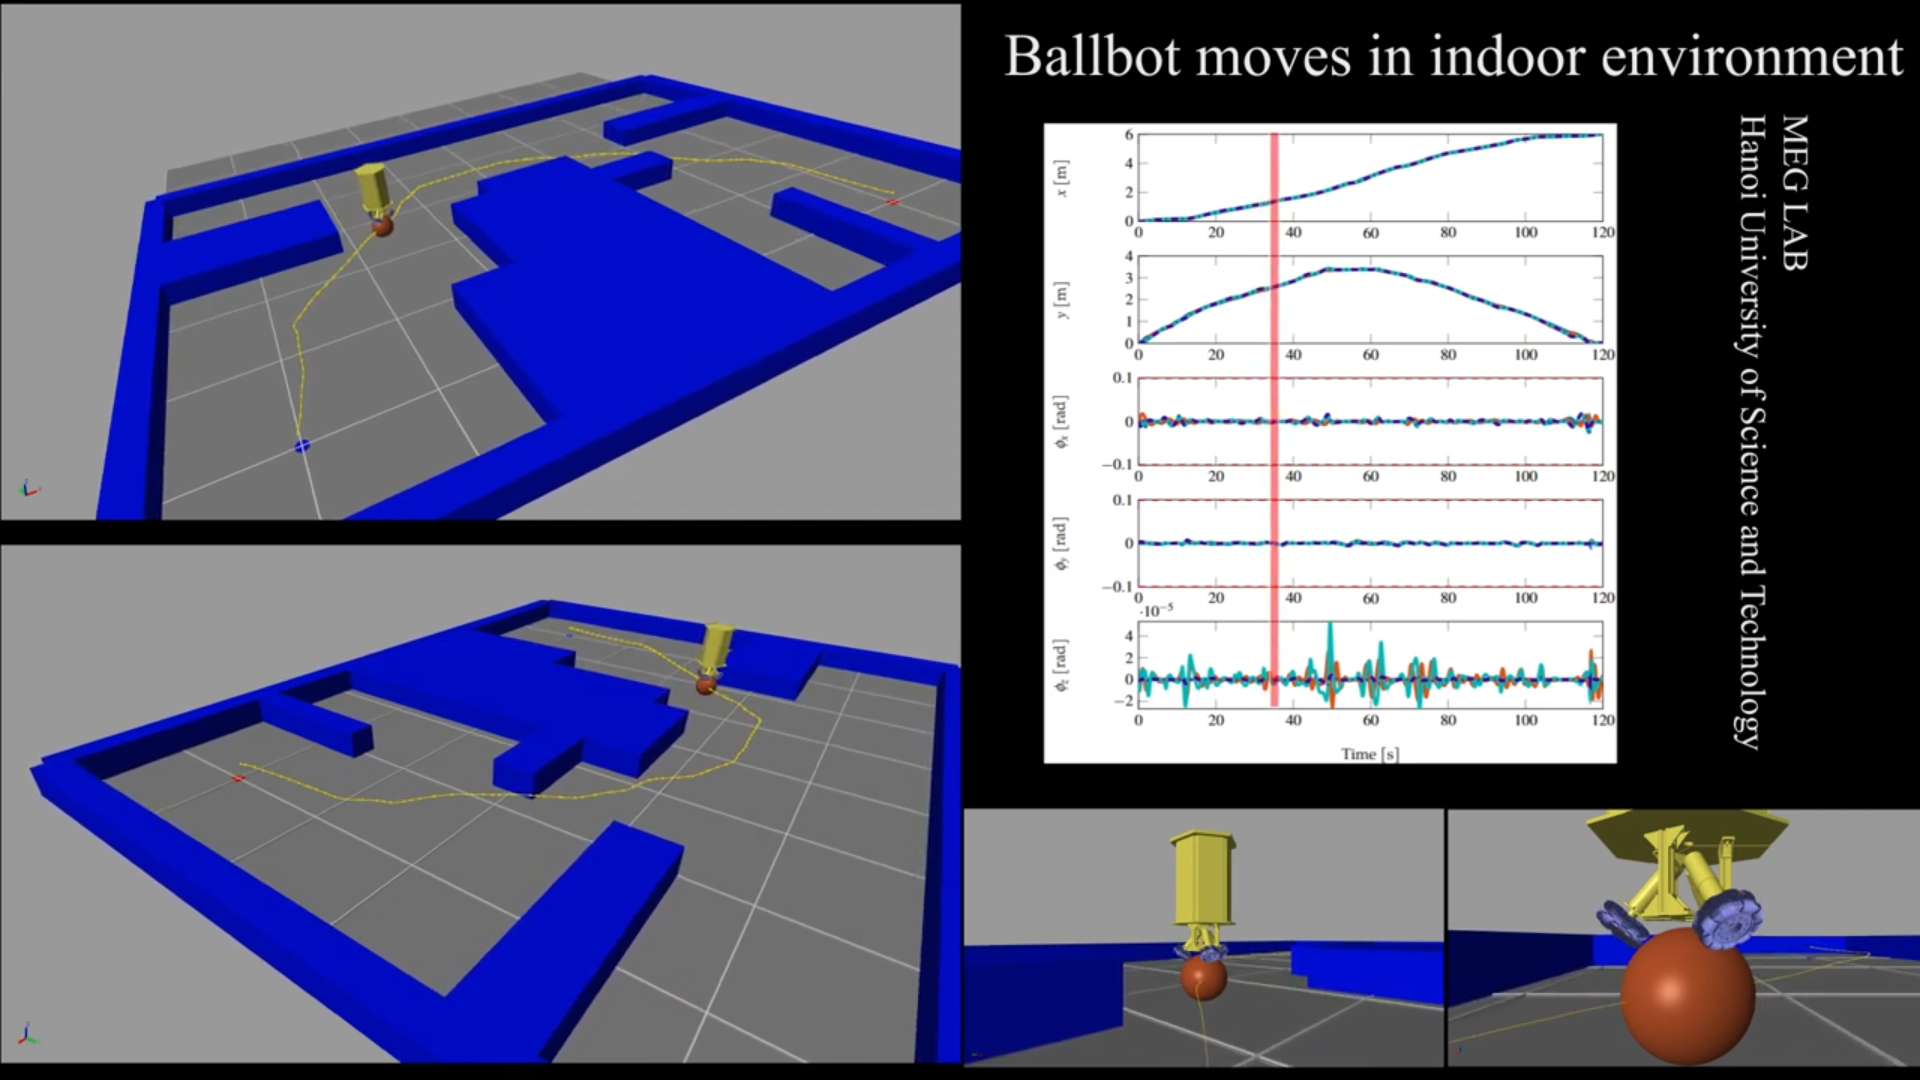 Ballbot moves in indoor environment
MEG LAB
Hanoi University of Science and Technology
x [m]
6
4
2
0
0 20 40 60 80 100 120
y [m]
4
3
2
1
0
0 20 40 60 80 100 120
ϕx [rad]
0.1
0
−0.1
0 20 40 60 80 100 120
ϕy [rad]
0.1
0
−0.1
0 20 40 60 80 100 120
·10⁻⁵
ϕz [rad]
4
2
0
−2
0 20 40 60 80 100 120
Time [s]